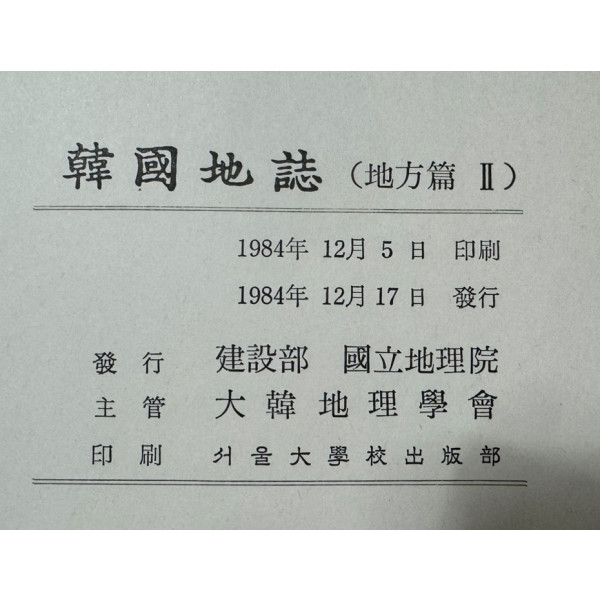 韓國地誌 (地方篇 Ⅱ)
1984年 12月 5 日 印刷
1984年 12月 17 日 發行
發行 建設部 國立地理院
主管 大韓地理學會
印刷 서울大學校出版部